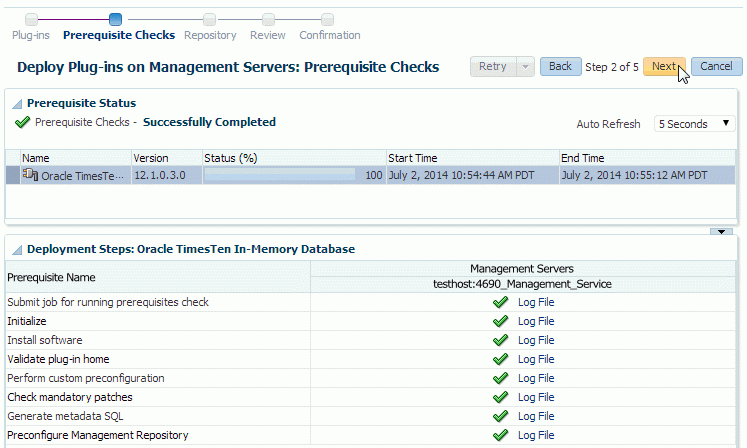 Plug-ins Prerequisite Checks Repository Review Confirmation
Deploy Plug-ins on Management Servers: Prerequisite Checks Retry Back Step 2 of 5 Next Cancel
Prerequisite Status
Prerequisite Checks - Successfully Completed Auto Refresh 5 Seconds
Name Version Status (%) Start Time End Time
Oracle TimesTe... 12.1.0.3.0 100 July 2, 2014 10:54:44 AM PDT July 2, 2014 10:55:12 AM PDT
Deployment Steps: Oracle TimesTen In-Memory Database
Prerequisite Name Management Servers
testhost:4690_Management_Service
Submit job for running prerequisites check Log File
Initialize Log File
Install software Log File
Validate plug-in home Log File
Perform custom preconfiguration Log File
Check mandatory patches Log File
Generate metadata SQL Log File
Preconfigure Management Repository Log File